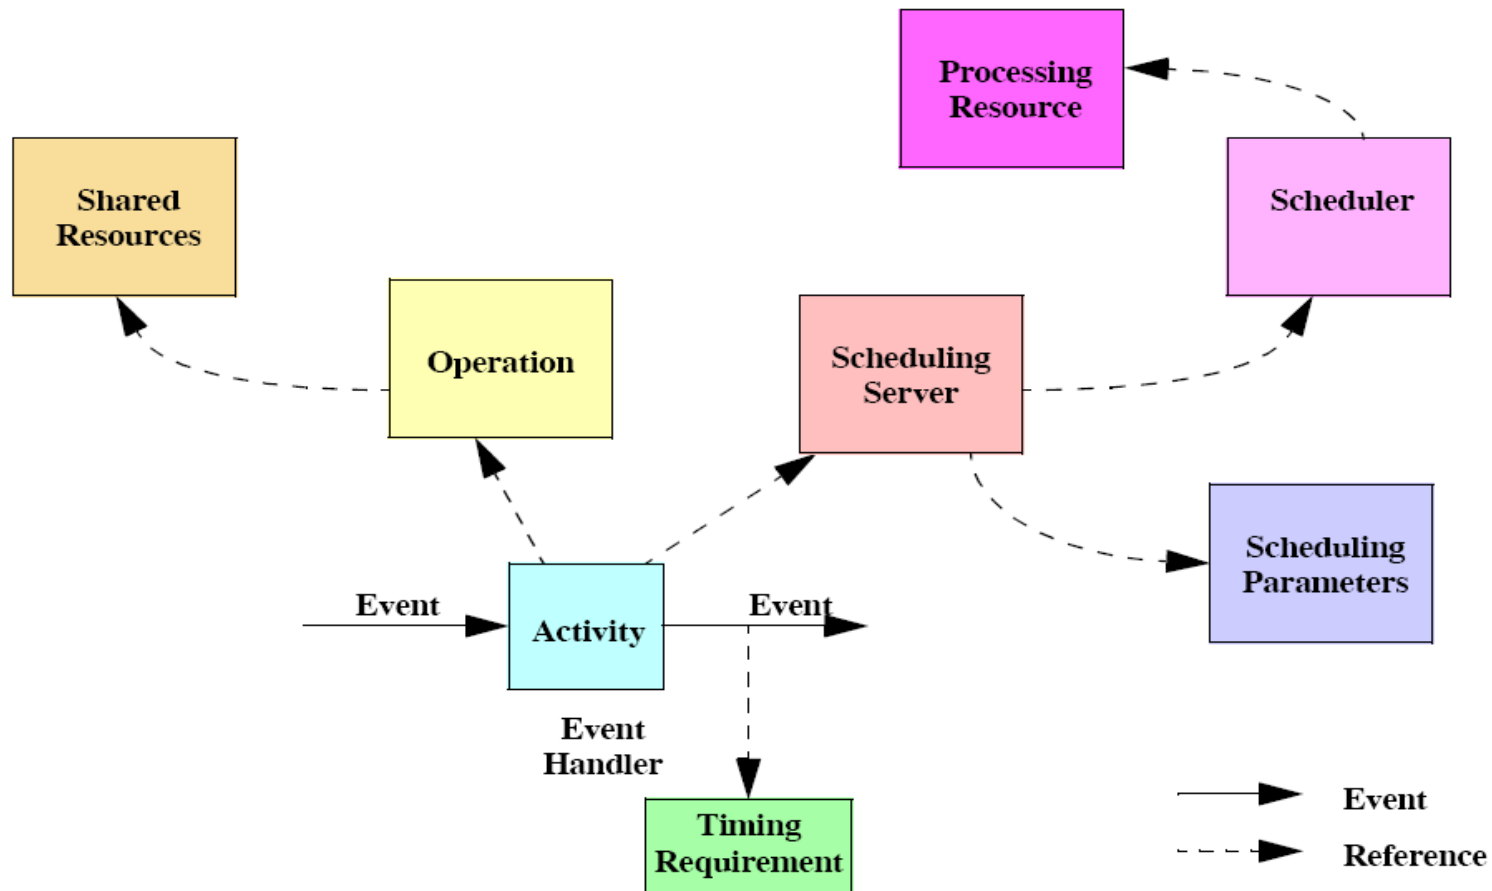 Processing
Resource
Shared
Resources
Scheduler
Operation
Scheduling
Server
Scheduling
Parameters
Event
Event
Activity
Event
Handler
Timing
Requirement
Event
Reference